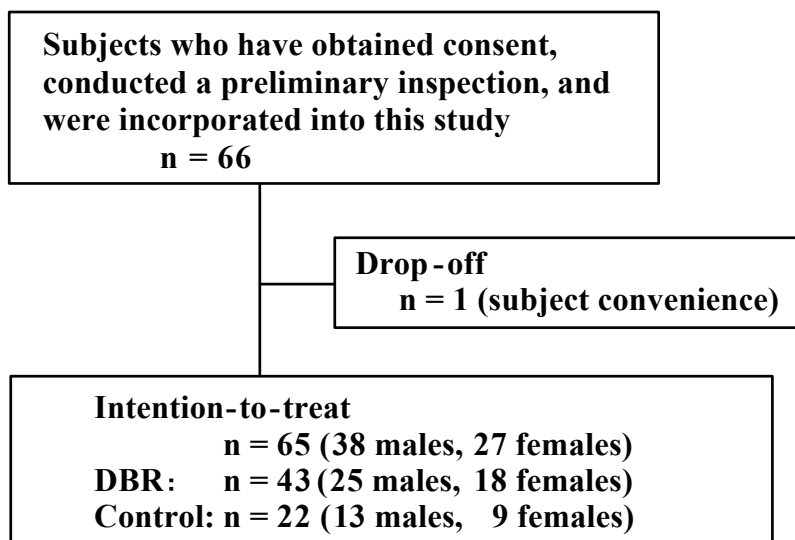 Subjects who have obtained consent,
conducted a preliminary inspection, and
were incorporated into this study
n = 66
Drop-off
n = 1 (subject convenience)
Intention-to-treat
n = 65 (38 males, 27 females)
DBR: n = 43 (25 males, 18 females)
Control: n = 22 (13 males, 9 females)